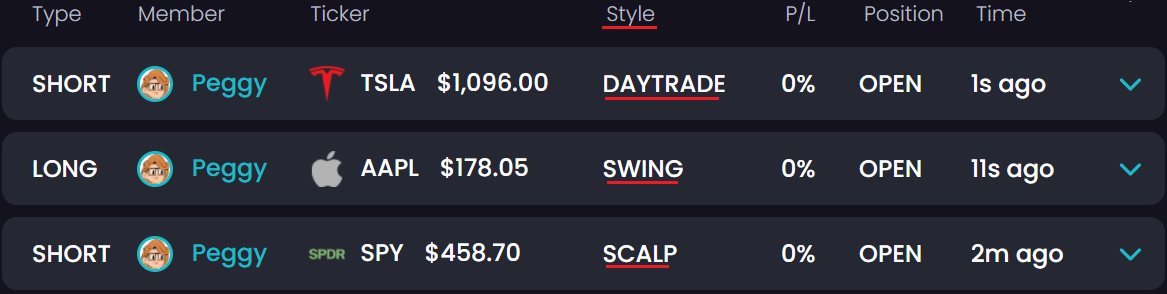 Type Member Ticker Style P/L Position Time
SHORT Peggy TSLA $1,096.00 DAYTRADE 0% OPEN 1s ago
LONG Peggy AAPL $178.05 SWING 0% OPEN 11s ago
SHORT Peggy SPDR SPY $458.70 SCALP 0% OPEN 2m ago